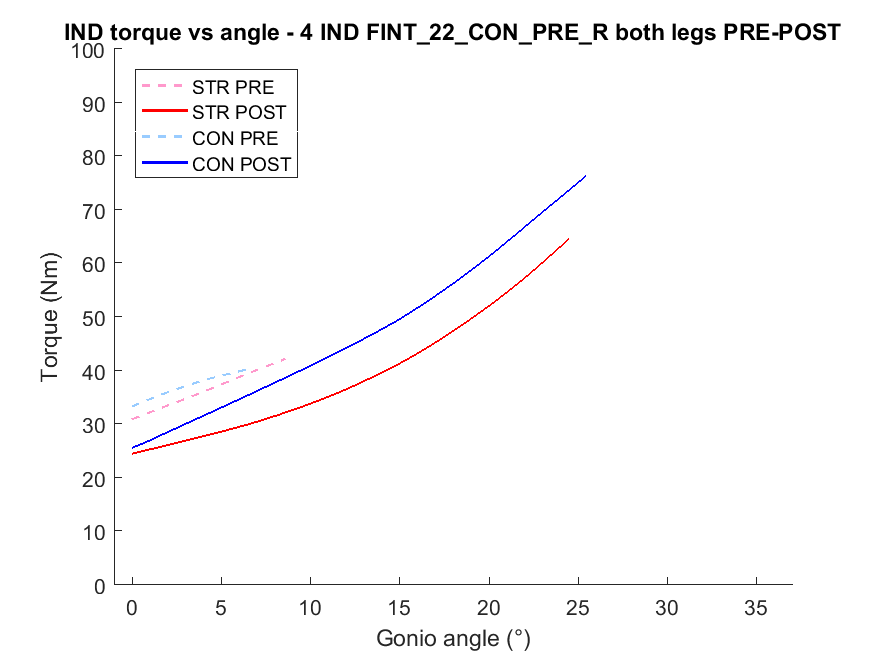 IND torque vs angle - 4 IND FINT_22_CON_PRE_R both legs PRE-POST
100
90
80
70
60
50
40
30
20
10
0
Torque (Nm)
STR PRE
STR POST
CON PRE
CON POST
0 5 10 15 20 25 30 35
Gonio angle (°)